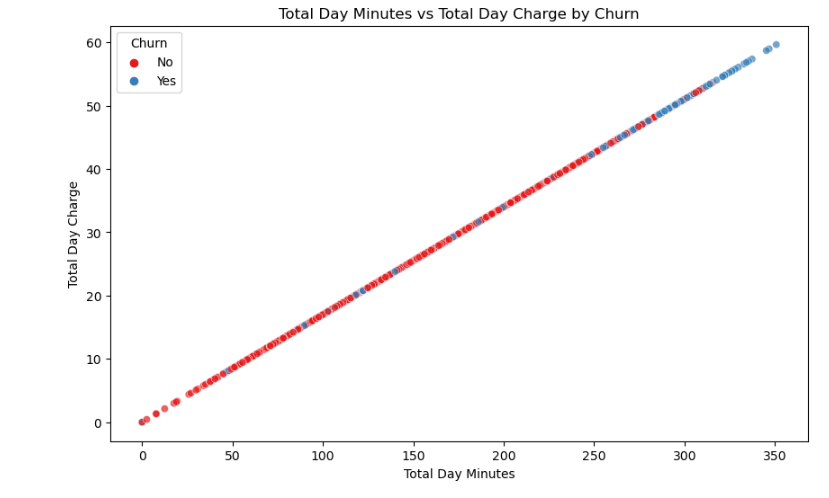 Total Day Minutes vs Total Day Charge by Churn
Churn
No
Yes
60
50
40
30
20
10
0
Total Day Charge
0 50 100 150 200 250 300 350
Total Day Minutes